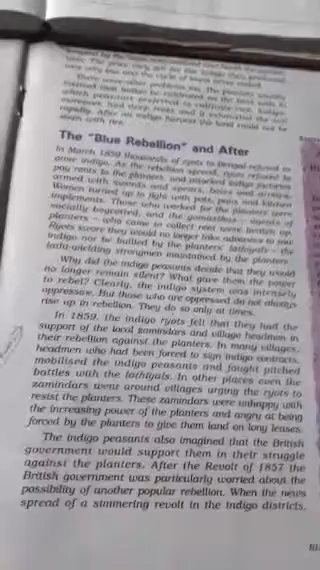 The "Blue Rebellion" and After
In March 1859 thousands of ryots in Bengal refused to
grow indigo. As the rebellion spread, ryots refused to
pay rents to the planters, and attacked indigo factories
armed with swords and spears, bows and arrows.
Women turned up to fight with pots, pans and kitchen
implements. Those who worked for the planters were
socially boycotted, and the gomasthas – agents of
planters – who came to collect rent were beaten up.
Ryots swore they would no longer take advances to sow
indigo nor be bullied by the planters' lathiyals – the
lathi-wielding strongmen maintained by the planters.
Why did the indigo peasants decide that they would
no longer remain silent? What gave them the power
to rebel? Clearly, the indigo system was intensely
oppressive. But those who are oppressed do not always
rise up in rebellion. They do so only at times.
In 1859, the indigo ryots felt that they had the
support of the local zamindars and village headmen in
their rebellion against the planters. In many villages,
headmen who had been forced to sign indigo contracts,
mobilised the indigo peasants and fought pitched
battles with the lathiyals. In other places even the
zamindars went around villages urging the ryots to
resist the planters. These zamindars were unhappy with
the increasing power of the planters and angry at being
forced by the planters to give them land on long leases.
The indigo peasants also imagined that the British
government would support them in their struggle
against the planters. After the Revolt of 1857 the
British government was particularly worried about the
possibility of another popular rebellion. When the news
spread of a simmering revolt in the indigo districts,